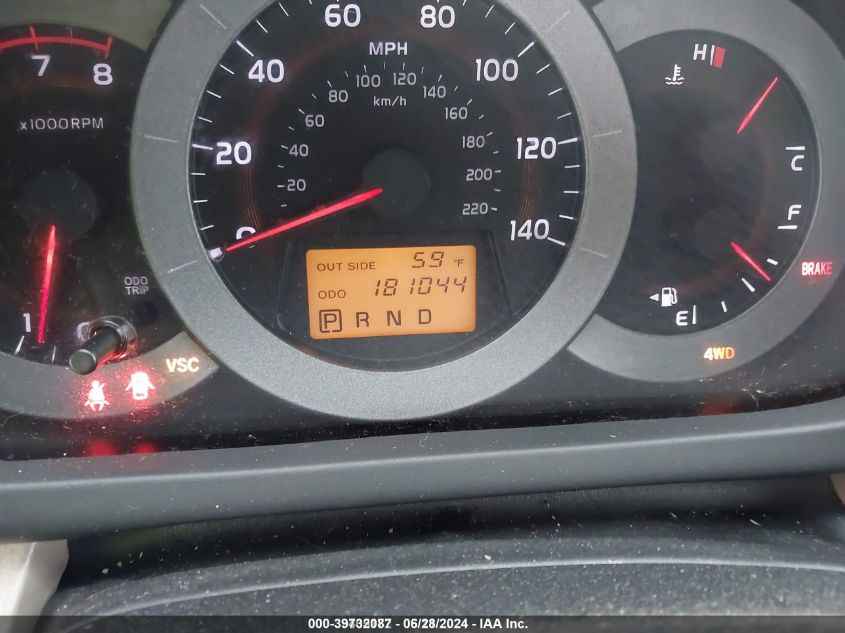 7 8
x1000RPM
1
ODO
TRIP
VSC
0 20 40 60 80 100 120 140
MPH
20 40 60 80 100 120 140 160 180 200 220
km/h
OUT SIDE 59 °F
ODO 181044
P R N D
H
C
F
E
BRAKE
4WD
000-39732087 - 06/28/2024 - IAA Inc.